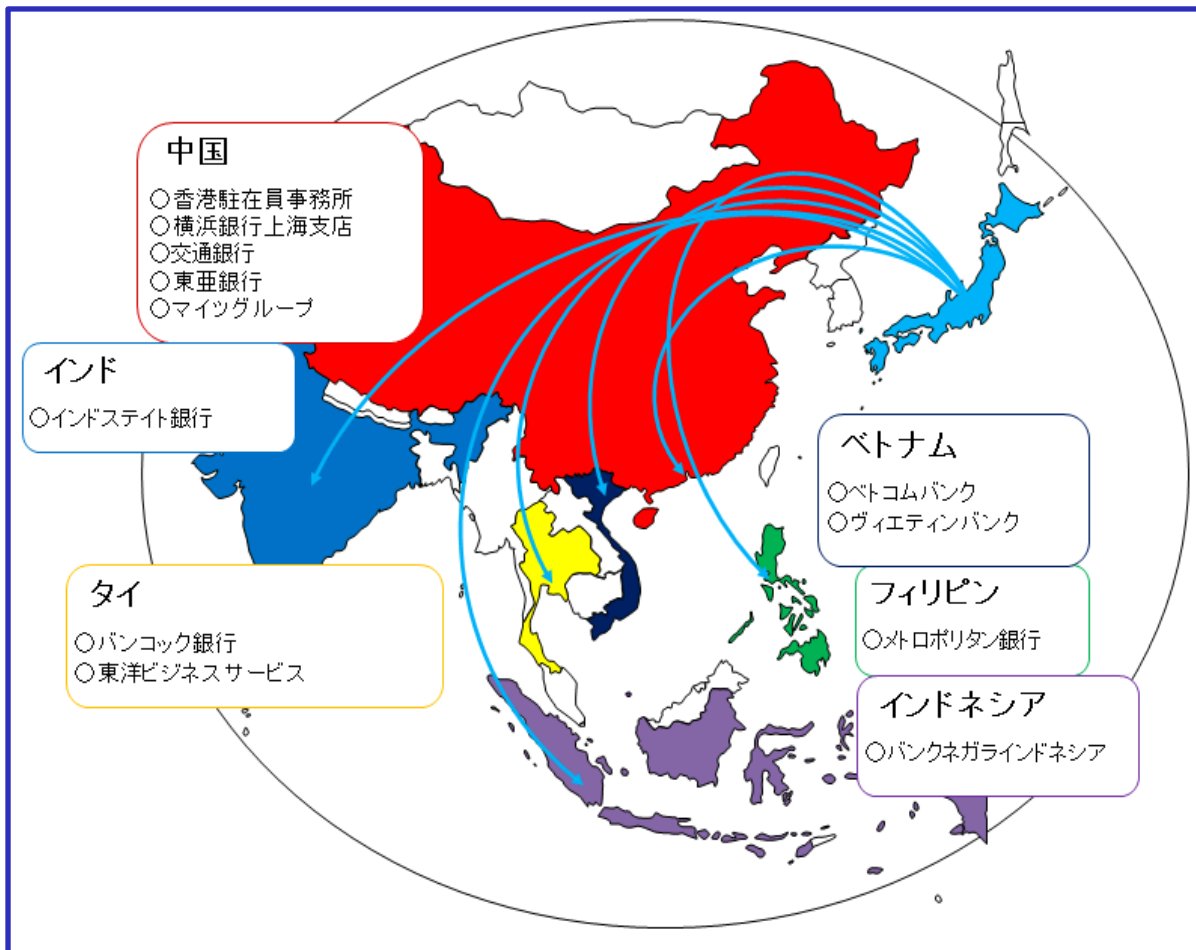 中国
○香港駐在員事務所
○横浜銀行上海支店
○交通銀行
○東亜銀行
○マイツグループ
インド
○インドステイト銀行
ベトナム
○ベトコムバンク
○ヴィエティンバンク
タイ
○バンコック銀行
○東洋ビジネスサービス
フィリピン
○メトロポリタン銀行
インドネシア
○バンクネガラインドネシア